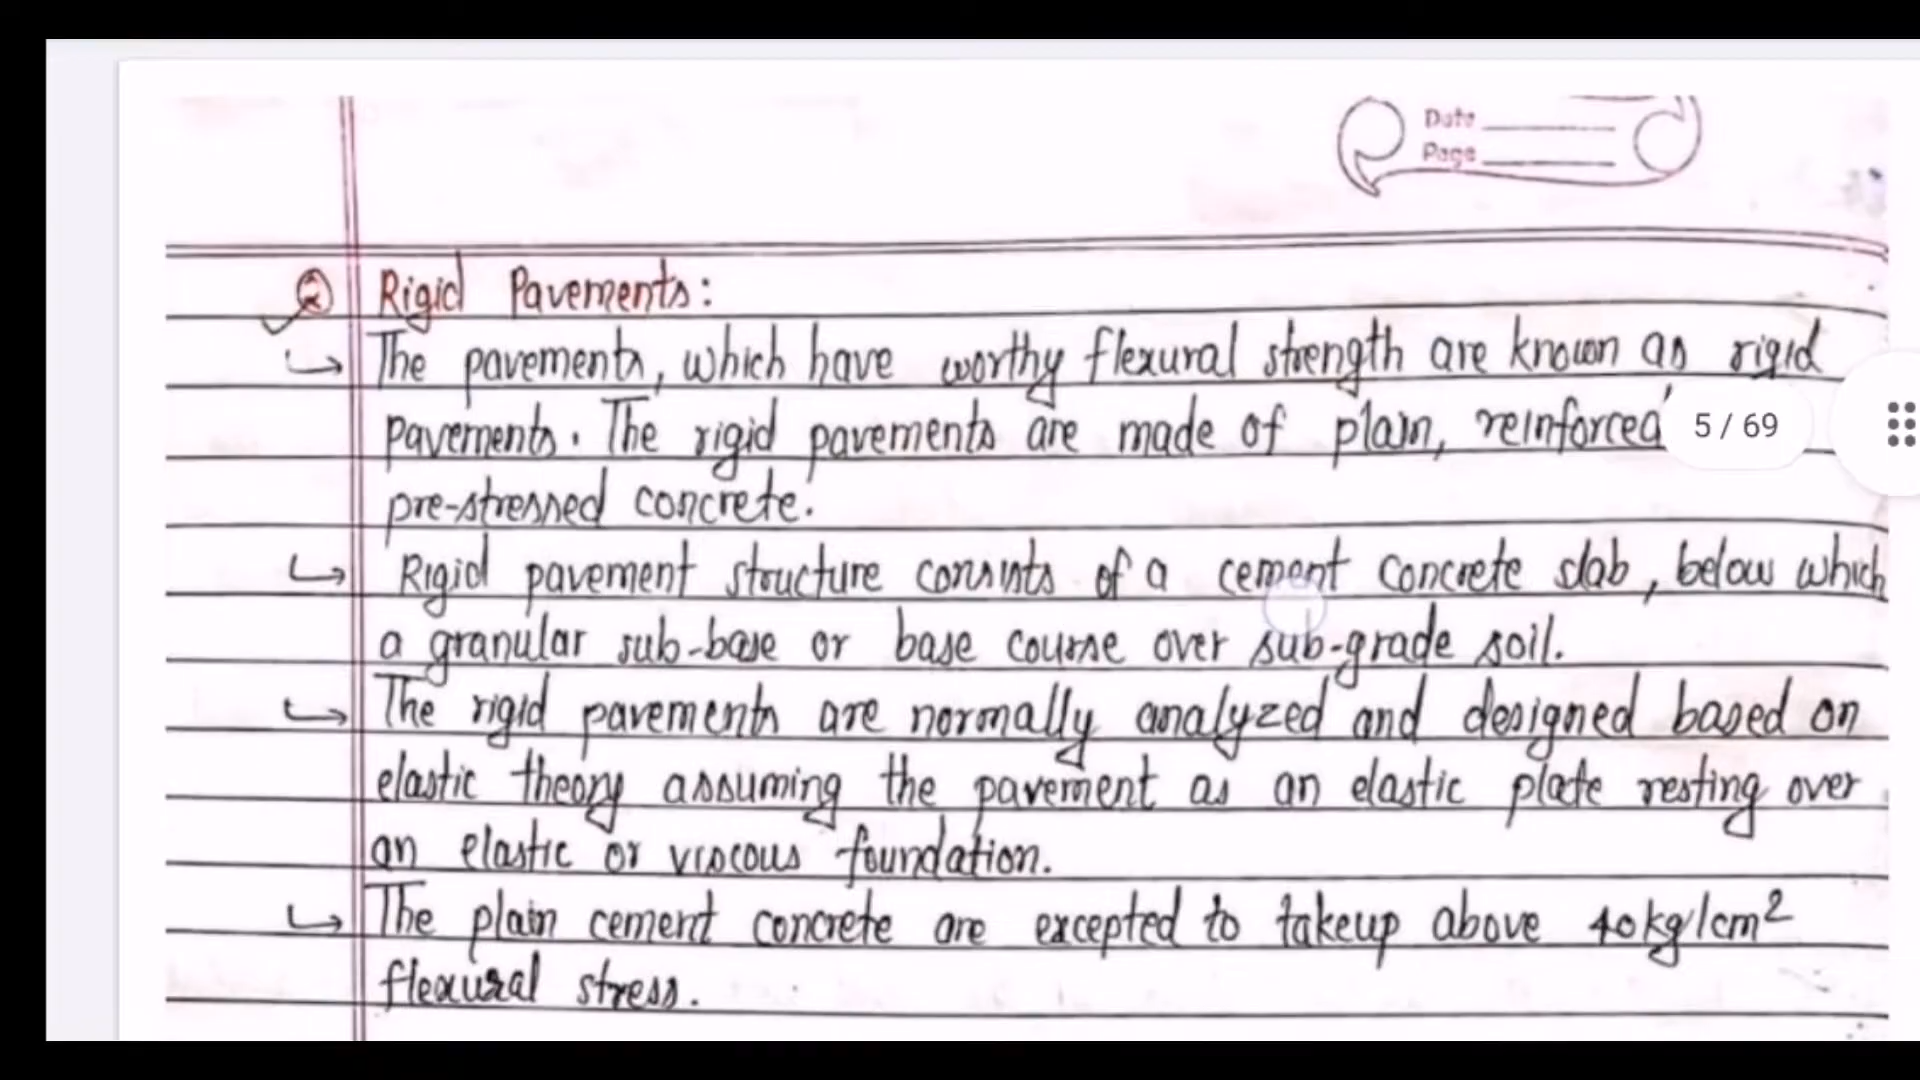 Date
Page
② Rigid Pavements:
↳ The pavements, which have worthy flexural strength are known as rigid
pavements. The rigid pavements are made of plain, reinforced
5 / 69
pre-stressed concrete.
↳ Rigid pavement structure consists of a cement concrete slab, below which
a granular sub-base or base course over sub-grade soil.
↳ The rigid pavements are normally analyzed and designed based on
elastic theory assuming the pavement as an elastic plate resting over
an elastic or viscous foundation.
↳ The plain cement concrete are excepted to takeup above 40kg/cm²
flexural stress.